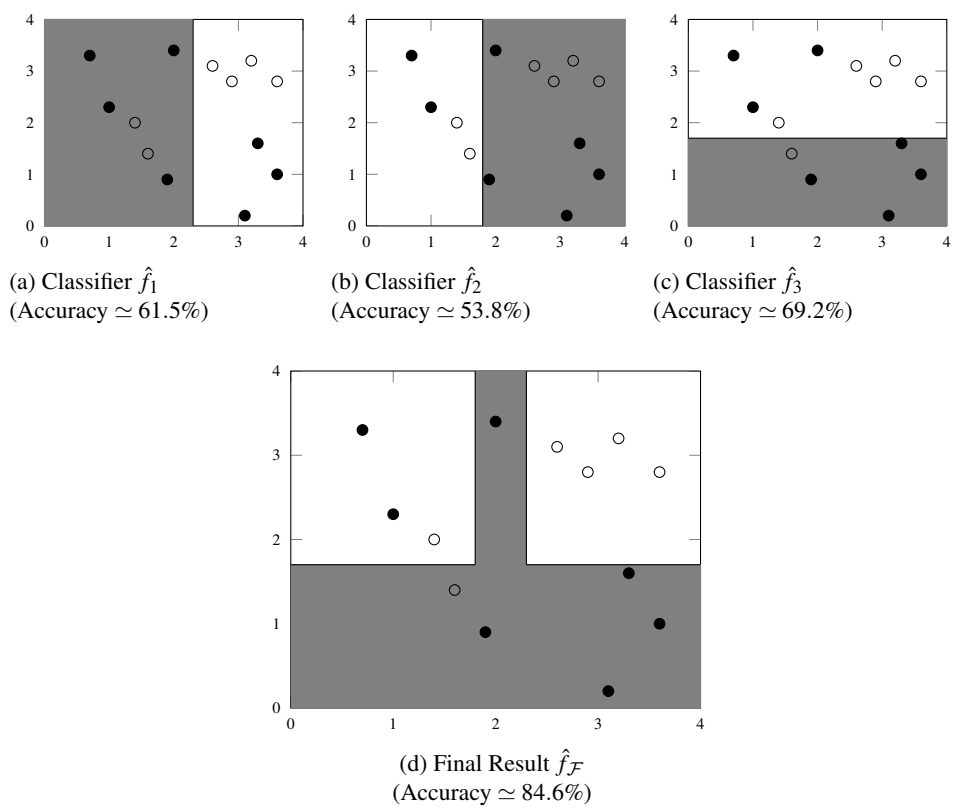 4
3
2
1
0
0 1 2 3 4
4
3
2
1
0
0 1 2 3 4
4
3
2
1
0
0 1 2 3 4
(a) Classifier f̂₁
(Accuracy ≃ 61.5%)
(b) Classifier f̂₂
(Accuracy ≃ 53.8%)
(c) Classifier f̂₃
(Accuracy ≃ 69.2%)
4
3
2
1
0
0 1 2 3 4
(d) Final Result f̂_ℱ
(Accuracy ≃ 84.6%)